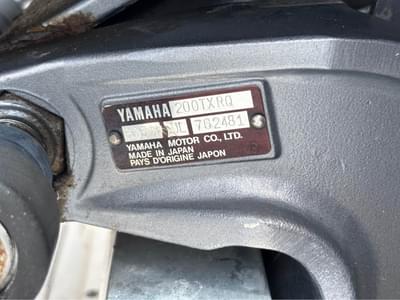 YAMAHA 200TXRQ
702481
YAMAHA MOTOR CO., LTD.
MADE IN JAPAN
PAYS D'ORIGINE JAPON